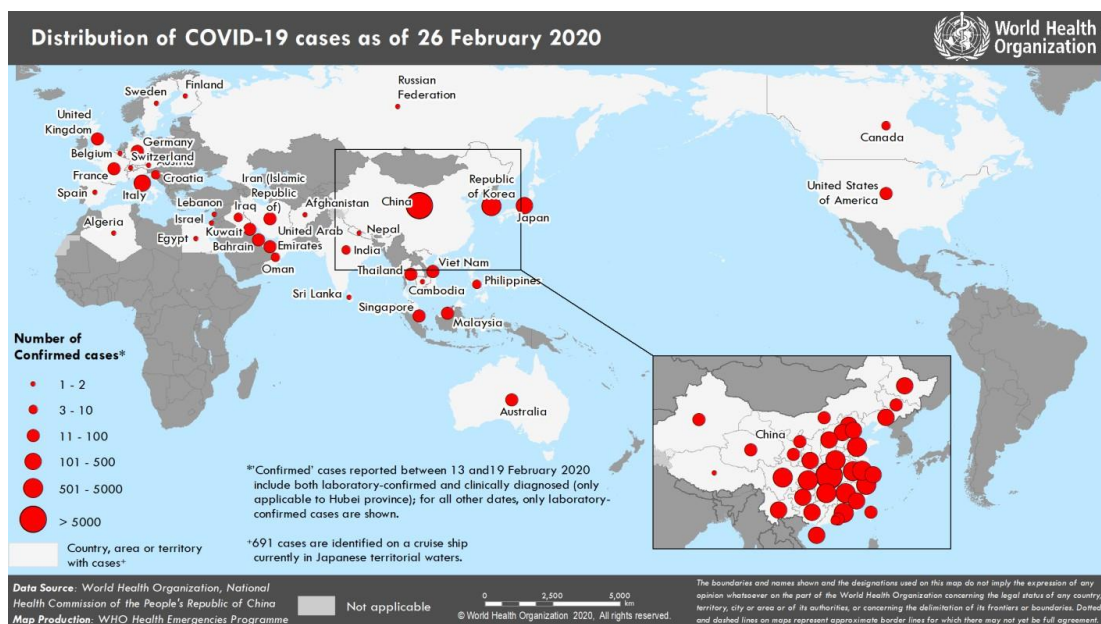 Distribution of COVID-19 cases as of 26 February 2020
World Health
Organization
Sweden
Finland
Russian
Federation
United
Kingdom
Belgium
Germany
Switzerland
Austria
France
Croatia
Spain
Italy
Lebanon
Israel
Iraq
Iran (Islamic
Republic
of)
Afghanistan
China
Republic
of Korea
Japan
Canada
United States
of America
Algeria
Egypt
Kuwait
Bahrain
United Arab
Emirates
Oman
Nepal
India
Thailand
Viet Nam
Cambodia
Philippines
Sri Lanka
Singapore
Malaysia
Australia
China
Number of
Confirmed cases*
1 - 2
3 - 10
11 - 100
101 - 500
501 - 5000
> 5000
Country, area or territory
with cases⁺
*'Confirmed' cases reported between 13 and19 February 2020
include both laboratory-confirmed and clinically diagnosed (only
applicable to Hubei province); for all other dates, only laboratory-
confirmed cases are shown.
⁺691 cases are identified on a cruise ship
currently in Japanese territorial waters.
Data Source: World Health Organization, National
Health Commission of the People's Republic of China
Map Production: WHO Health Emergencies Programme
Not applicable
0 2,500 5,000
km
© World Health Organization 2020, All rights reserved.
The boundaries and names shown and the designations used on this map do not imply the expression of any
opinion whatsoever on the part of the World Health Organization concerning the legal status of any country,
territory, city or area or of its authorities, or concerning the delimitation of its frontiers or boundaries. Dotted
and dashed lines on maps represent approximate border lines for which there may not yet be full agreement.